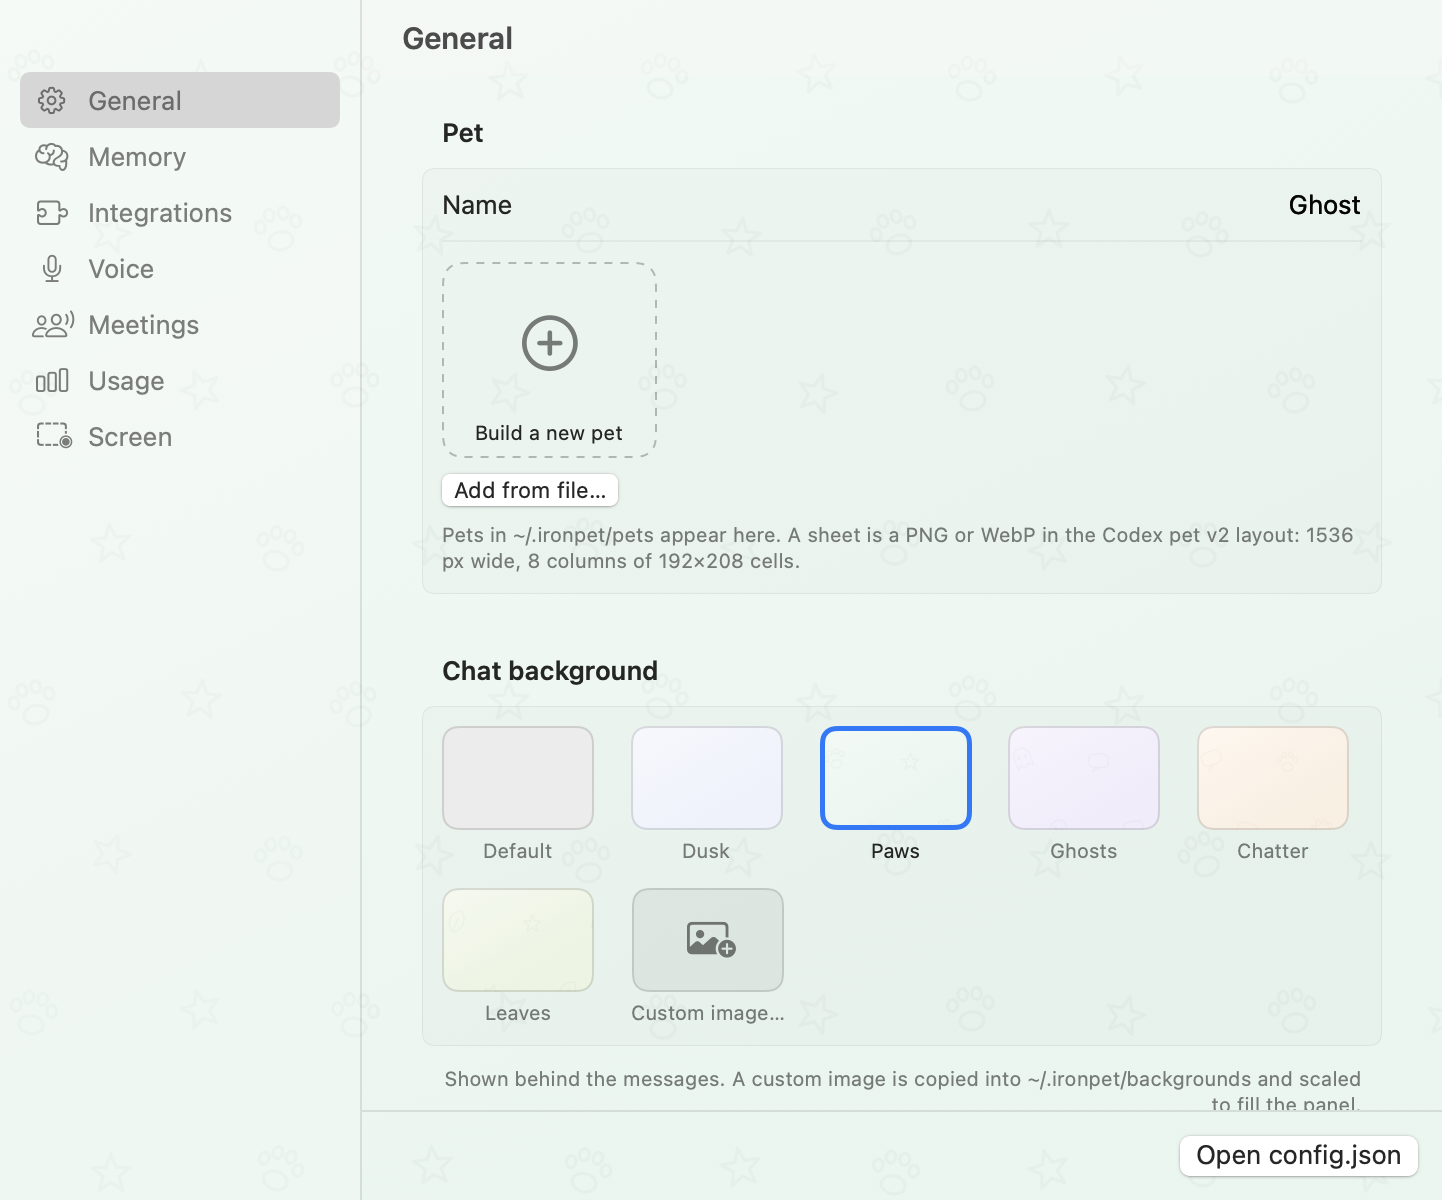 General
Memory
Integrations
Voice
Meetings
Usage
Screen
General
Pet
Name
Ghost
Build a new pet
Add from file...
Pets in ~/.ironpet/pets appear here. A sheet is a PNG or WebP in the Codex pet v2 layout: 1536
px wide, 8 columns of 192×208 cells.
Chat background
Default
Dusk
Paws
Ghosts
Chatter
Leaves
Custom image...
Shown behind the messages. A custom image is copied into ~/.ironpet/backgrounds and scaled
to fill the panel.
Open config.json